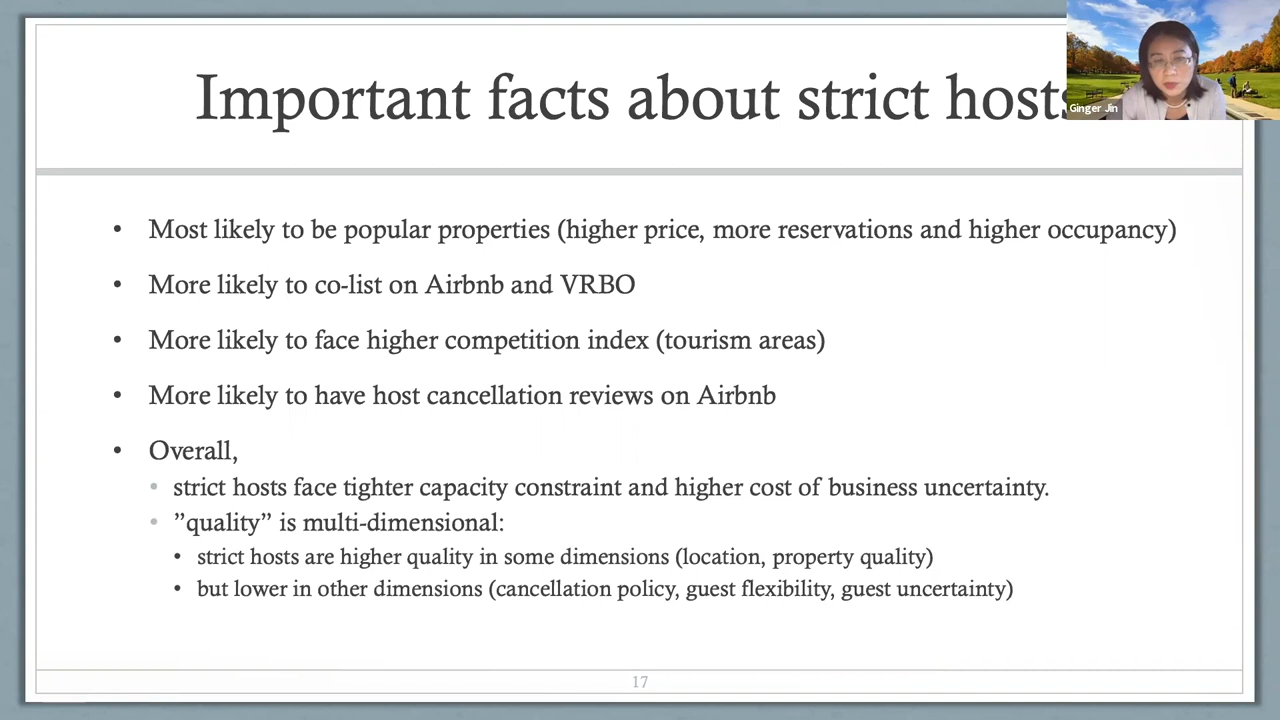 Important facts about strict hosts
Ginger Jin
• Most likely to be popular properties (higher price, more reservations and higher occupancy)
• More likely to co-list on Airbnb and VRBO
• More likely to face higher competition index (tourism areas)
• More likely to have host cancellation reviews on Airbnb
• Overall,
• strict hosts face tighter capacity constraint and higher cost of business uncertainty.
• ”quality” is multi-dimensional:
• strict hosts are higher quality in some dimensions (location, property quality)
• but lower in other dimensions (cancellation policy, guest flexibility, guest uncertainty)
17